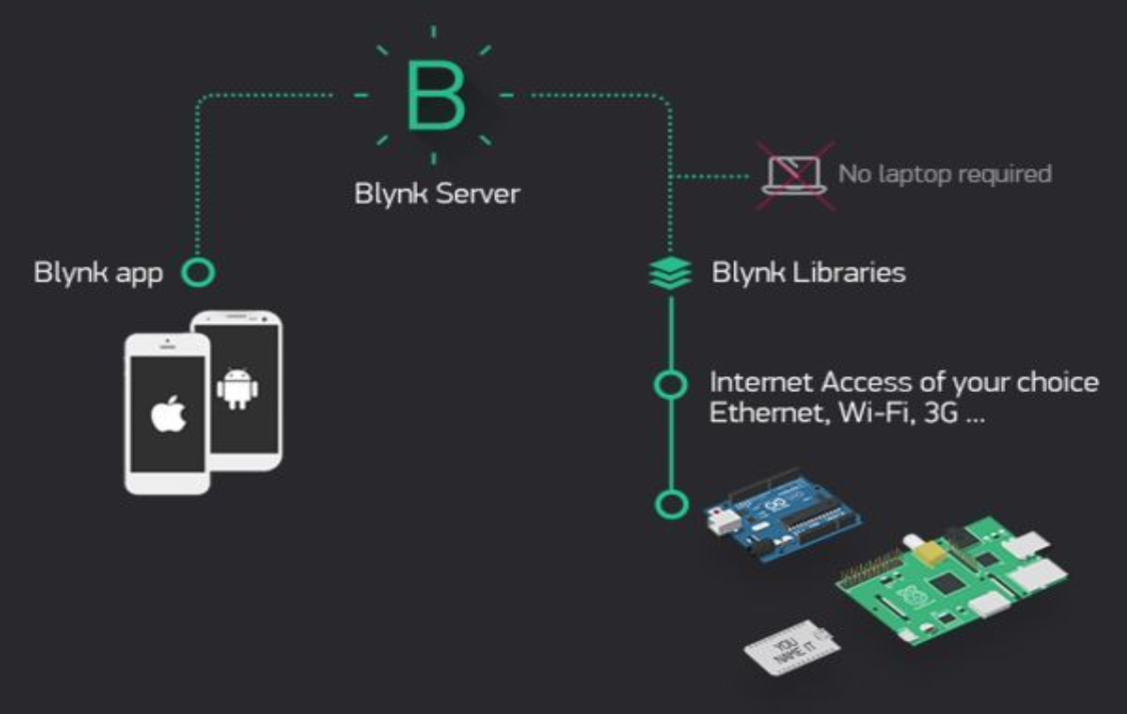 B
Blynk Server
No laptop required
Blynk app
Blynk Libraries
Internet Access of your choice
Ethernet, Wi-Fi, 3G ...
YOU
NAME IT